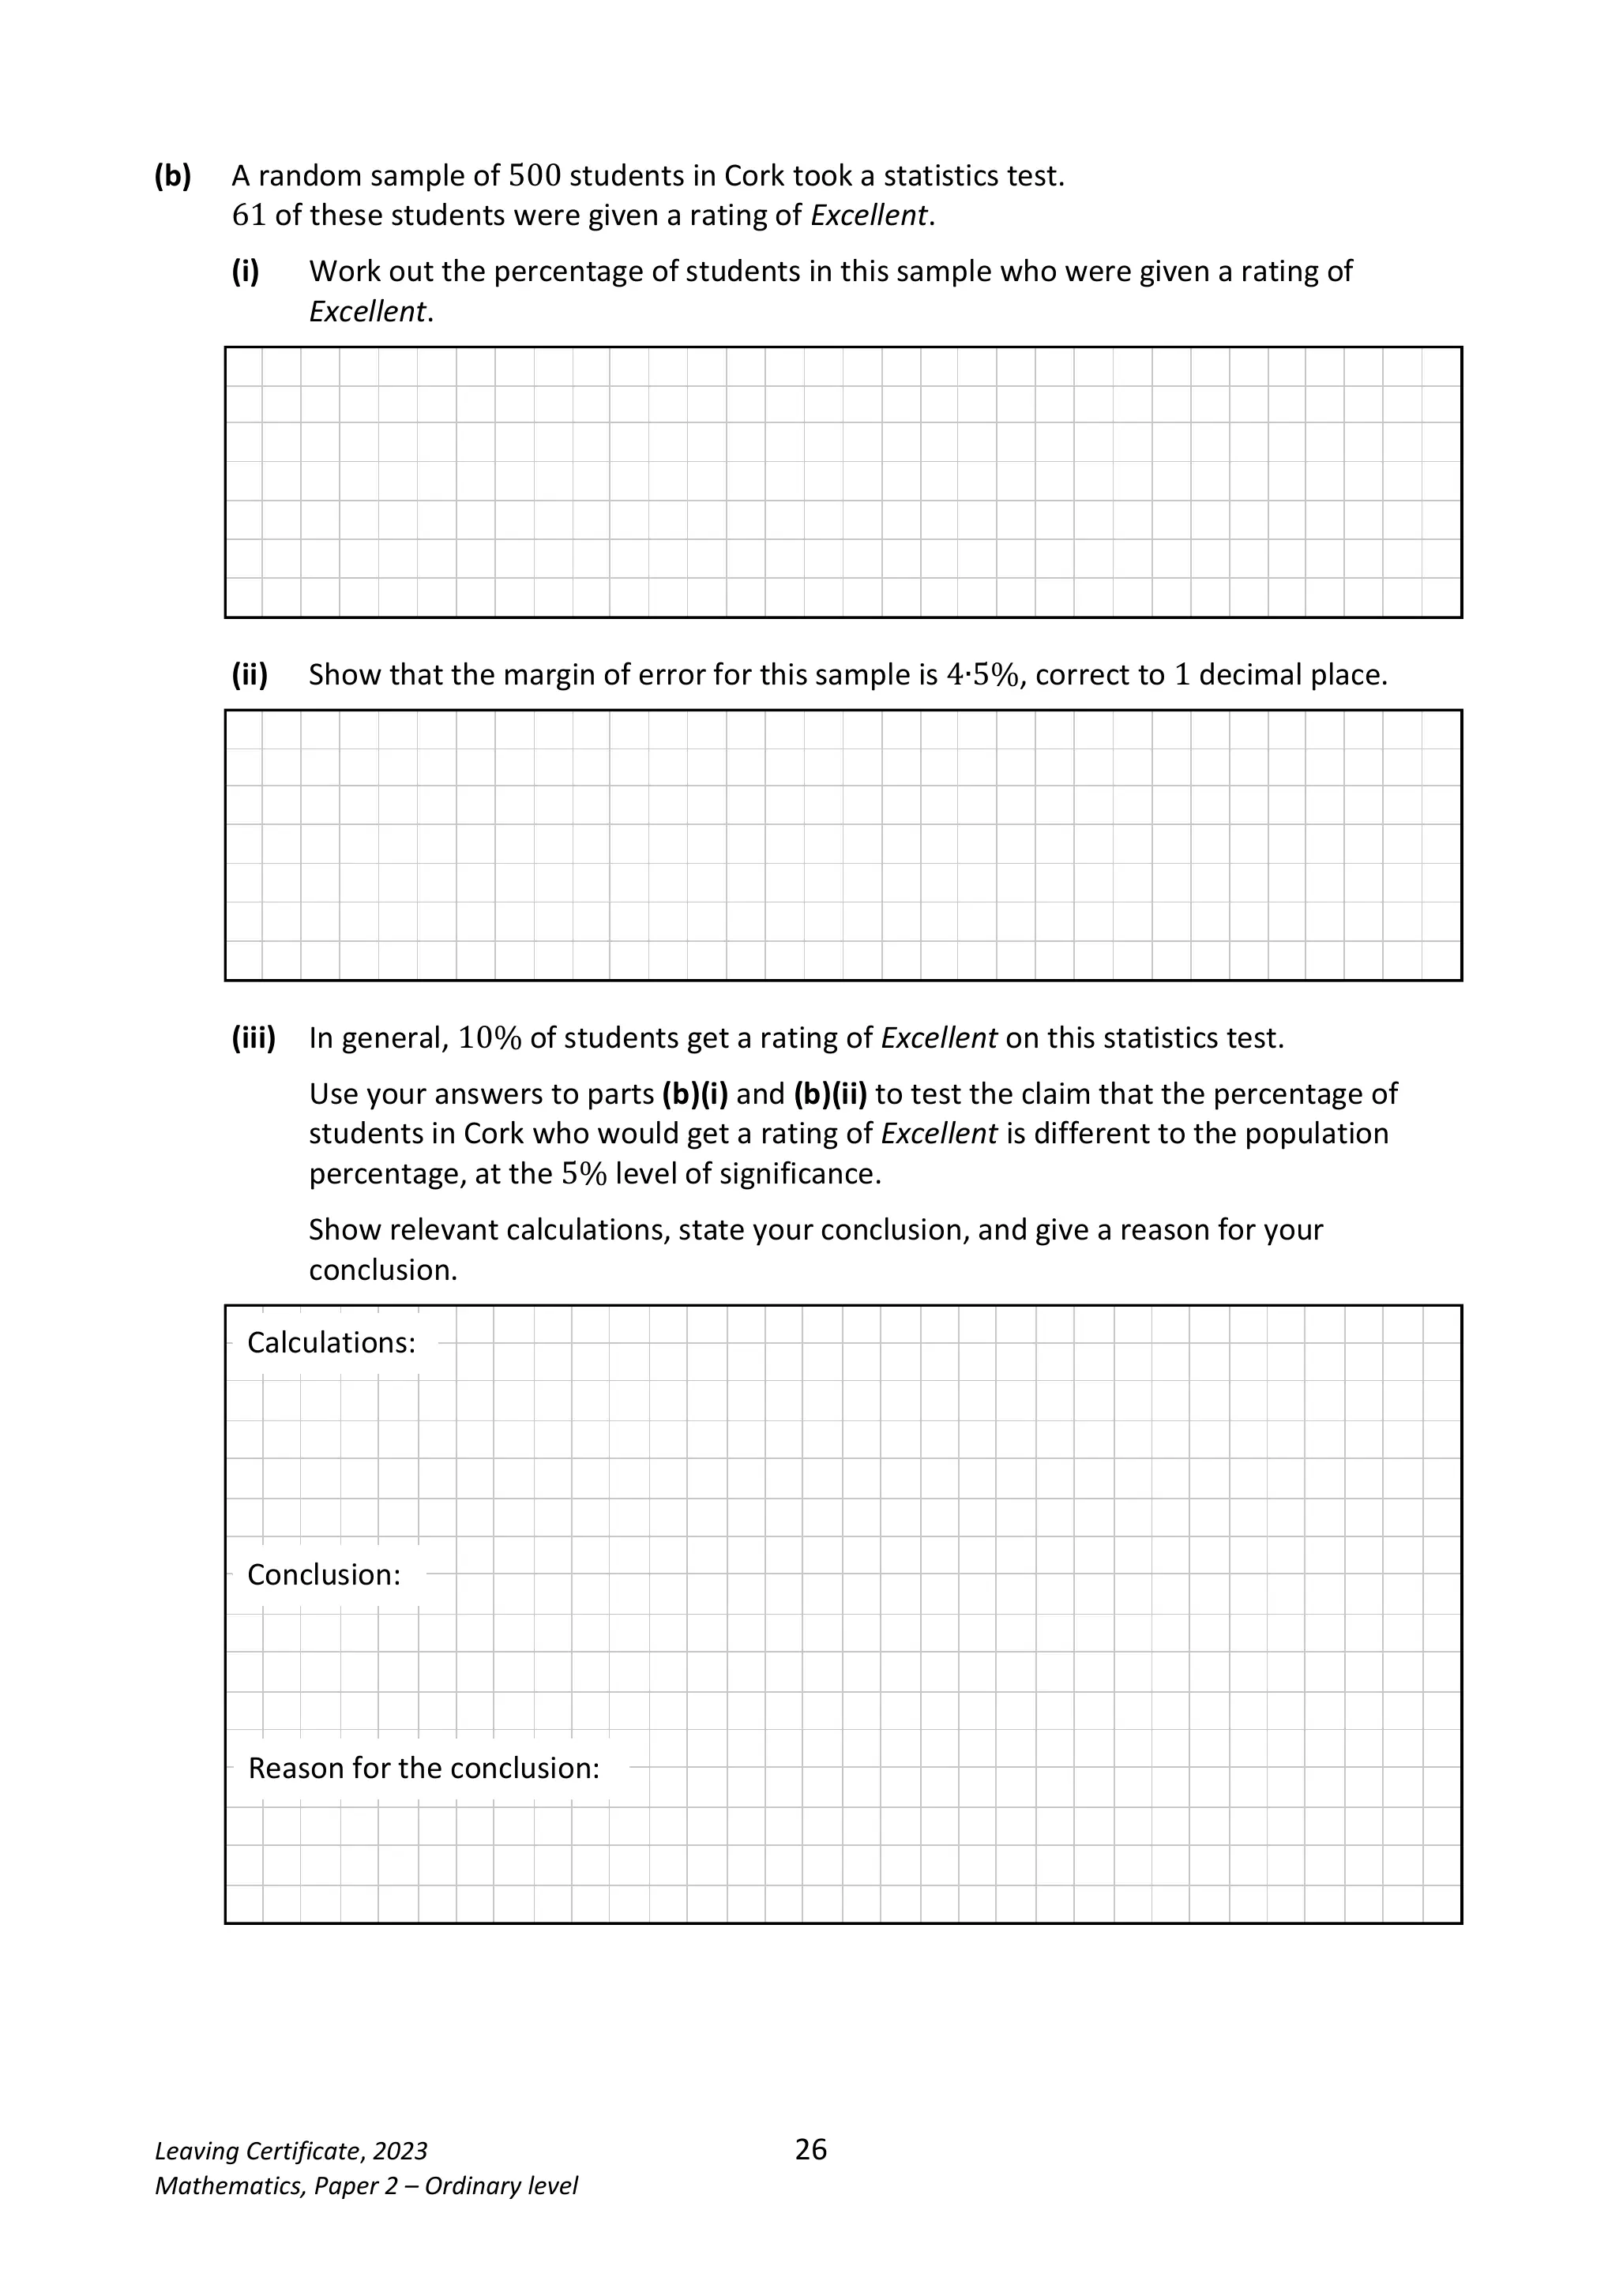 (b) A random sample of 500 students in Cork took a statistics test.
61 of these students were given a rating of Excellent.
(i) Work out the percentage of students in this sample who were given a rating of
Excellent.
(ii) Show that the margin of error for this sample is 4·5%, correct to 1 decimal place.
(iii) In general, 10% of students get a rating of Excellent on this statistics test.
Use your answers to parts (b)(i) and (b)(ii) to test the claim that the percentage of
students in Cork who would get a rating of Excellent is different to the population
percentage, at the 5% level of significance.
Show relevant calculations, state your conclusion, and give a reason for your
conclusion.
Calculations:
Conclusion:
Reason for the conclusion:
Leaving Certificate, 2023
26
Mathematics, Paper 2 – Ordinary level